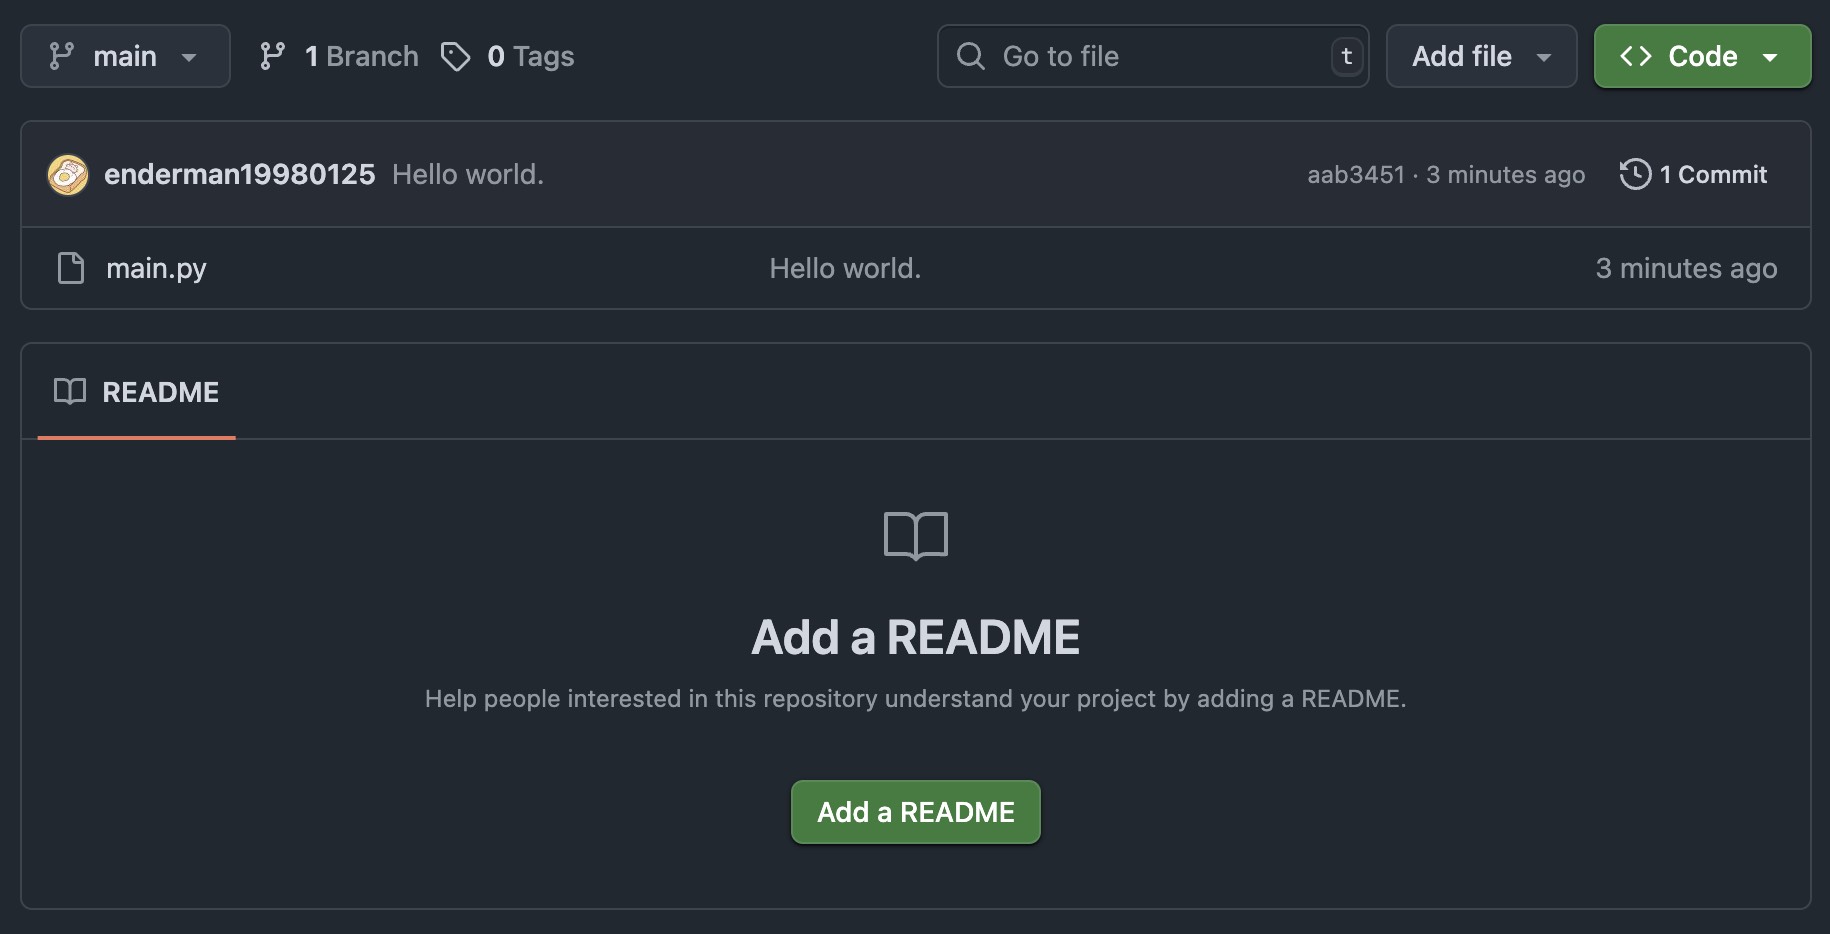 main 1 Branch 0 Tags Go to file t Add file Code
enderman19980125 Hello world. aab3451 · 3 minutes ago 1 Commit
main.py Hello world. 3 minutes ago
README
Add a README
Help people interested in this repository understand your project by adding a README.
Add a README